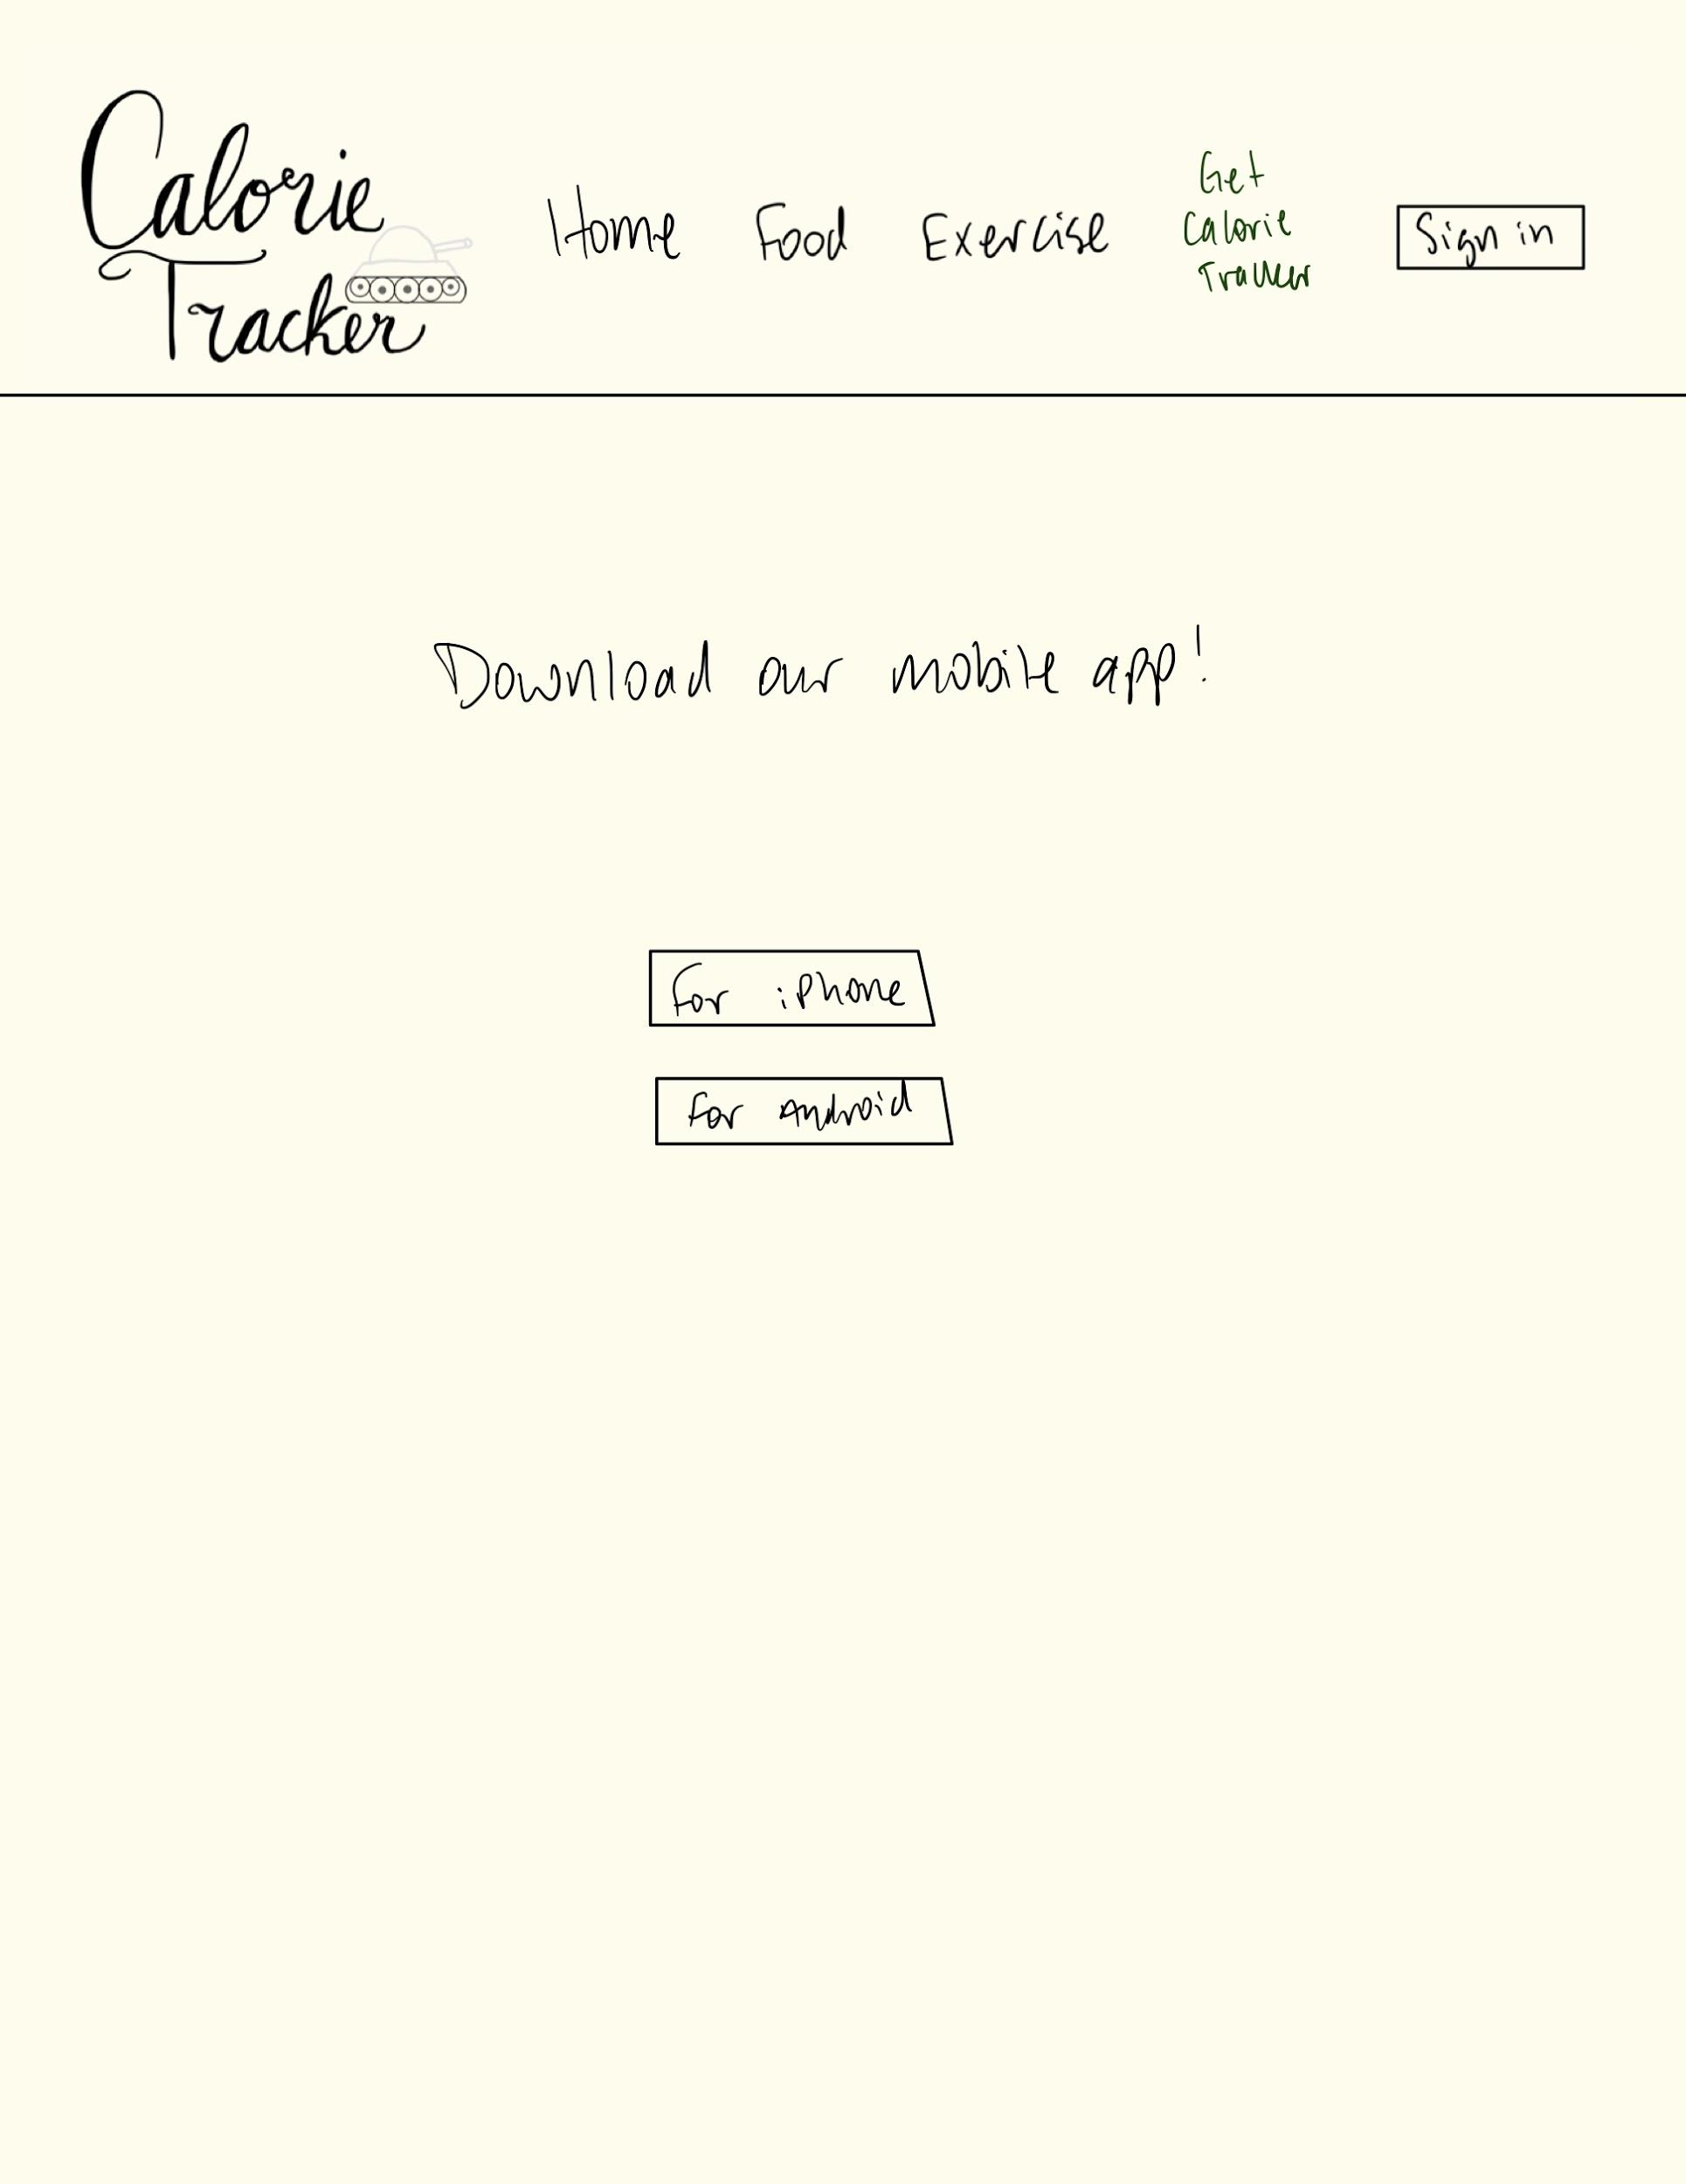 Calorie
Tracker
Home Food Exercise
Get
Calorie
Tracker
Sign in
Download our mobile app!
For iPhone
For Android